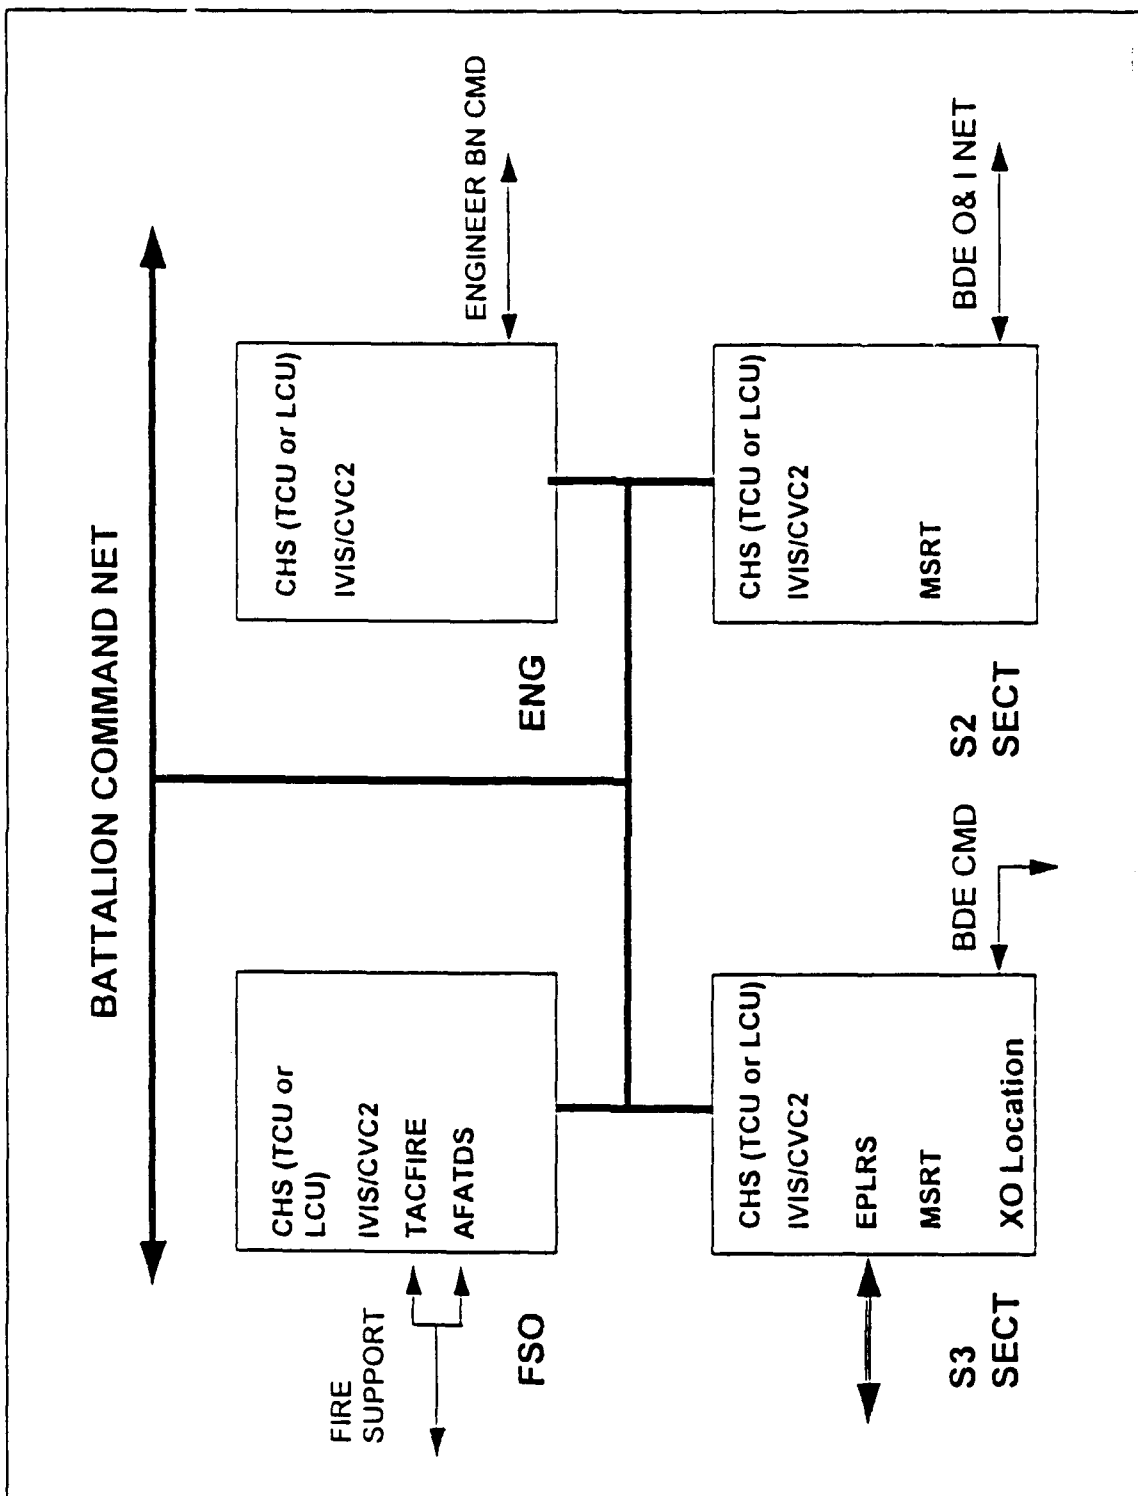 BATTALION COMMAND NET
FIRE
SUPPORT
CHS (TCU or
LCU)
IVIS/CVC2
TACFIRE
AFATDS
FSO
CHS (TCU or LCU)
IVIS/CVC2
ENG
ENGINEER BN CMD
CHS (TCU or LCU)
IVIS/CVC2
EPLRS
MSRT
XO Location
S3
SECT
BDE CMD
CHS (TCU or LCU)
IVIS/CVC2
MSRT
S2
SECT
BDE O& I NET